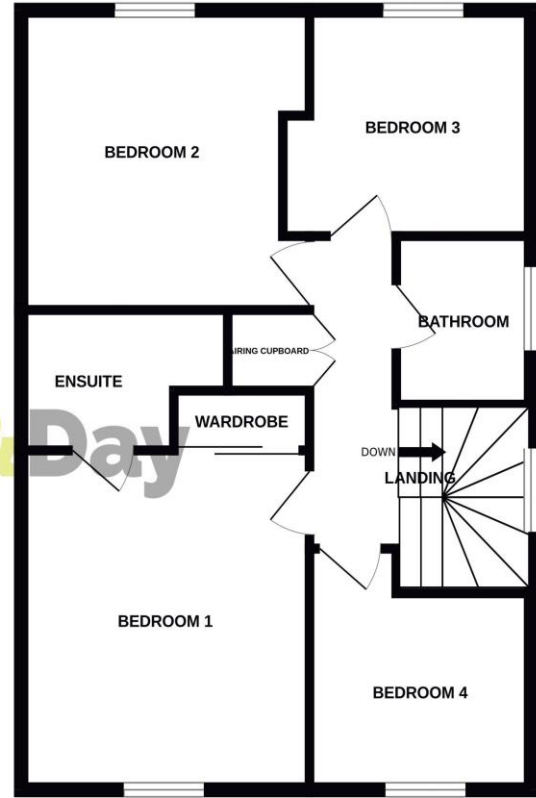 BEDROOM 2
BEDROOM 3
BATHROOM
AIRING CUPBOARD
ENSUITE
WARDROBE
Day
DOWN
LANDING
BEDROOM 1
BEDROOM 4